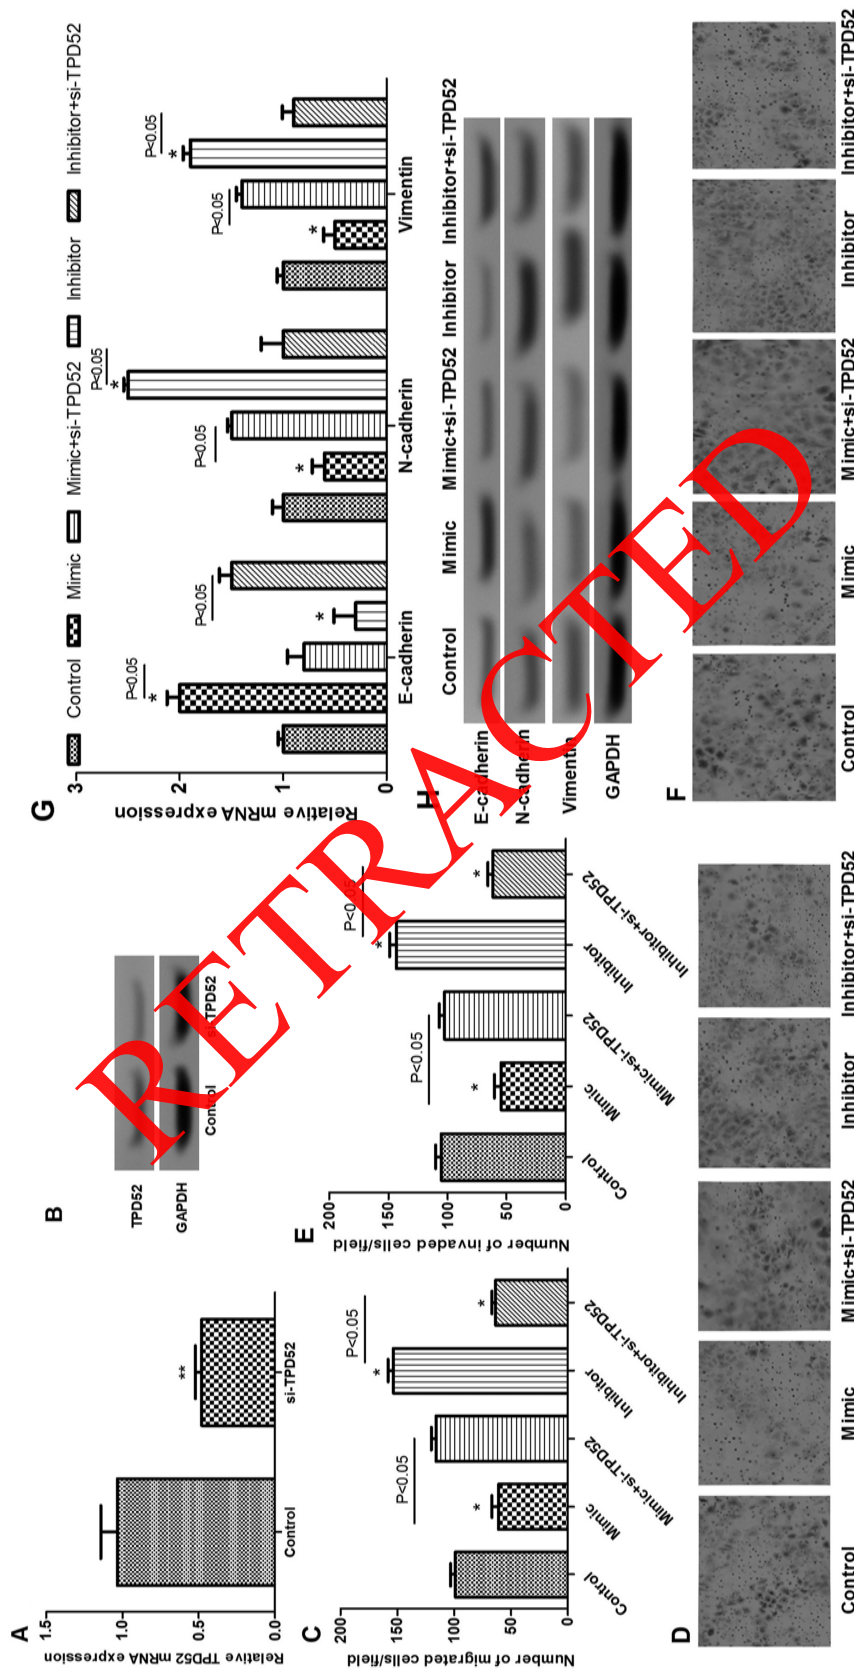 A
Relative TPD52 mRNA expression
1.5
1.0
0.5
0.0
**
Control
si-TPD52
B
TPD52
GAPDH
Control
si-TPD52
C
Number of migrated cells/field
200
150
100
50
0
*
P<0.05
*
P<0.05
*
Control
Mimic
Mimic+si-TPD52
Inhibitor
Inhibitor+si-TPD52
E
Number of invaded cells/field
200
150
100
50
0
*
P<0.05
*
P<0.05
*
Control
Mimic
Mimic+si-TPD52
Inhibitor
Inhibitor+si-TPD52
D
Control
Mimic
Mimic+si-TPD52
Inhibitor
Inhibitor+si-TPD52
G
Control
Mimic
Mimic+si-TPD52
Inhibitor
Inhibitor+si-TPD52
Relative mRNA expression
3
2
1
0
P<0.05
*
P<0.05
*
P<0.05
*
P<0.05
*
P<0.05
*
P<0.05
*
E-cadherin
N-cadherin
Vimentin
H
Control
Mimic
Mimic+si-TPD52
Inhibitor
Inhibitor+si-TPD52
E-cadherin
N-cadherin
Vimentin
GAPDH
F
Control
Mimic
Mimic+si-TPD52
Inhibitor
Inhibitor+si-TPD52
RETRACTED